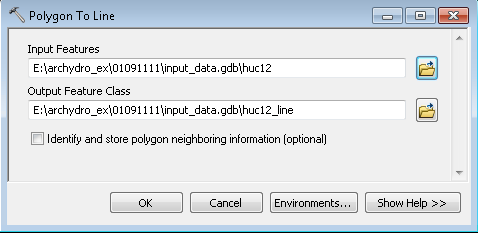 Polygon To Line
Input Features
E:\archydro_ex\01091111\input_data.gdb\huc12
Output Feature Class
E:\archydro_ex\01091111\input_data.gdb\huc12_line
Identify and store polygon neighboring information (optional)
OK Cancel Environments... Show Help >>